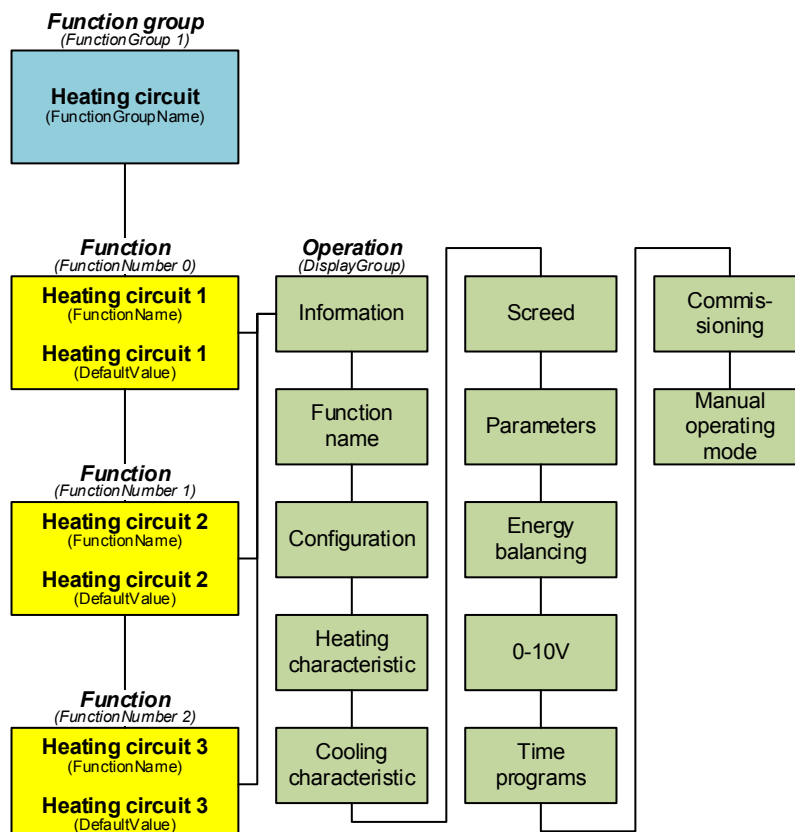 Function group
(FunctionGroup 1)
Heating circuit
(FunctionGroupName)
Function
(FunctionNumber 0)
Heating circuit 1
(FunctionName)
Heating circuit 1
(DefaultValue)
Function
(FunctionNumber 1)
Heating circuit 2
(FunctionName)
Heating circuit 2
(DefaultValue)
Function
(FunctionNumber 2)
Heating circuit 3
(FunctionName)
Heating circuit 3
(DefaultValue)
Operation
(DisplayGroup)
Information
Function
name
Configuration
Heating
characteristic
Cooling
characteristic
Screed
Parameters
Energy
balancing
0-10V
Time
programs
Commis-
sioning
Manual
operating
mode